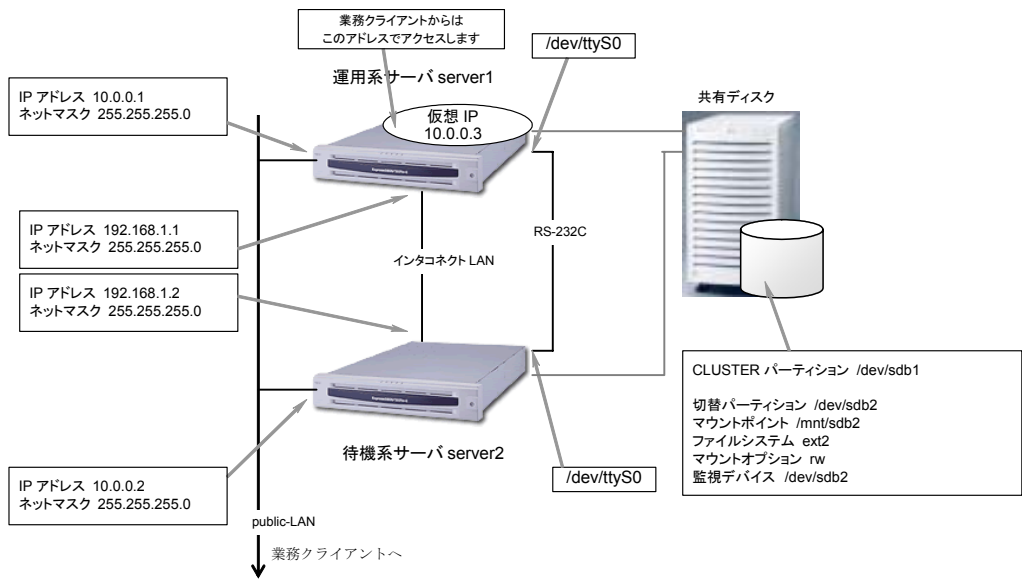 業務クライアントからは
このアドレスでアクセスします
/dev/ttyS0
運用系サーバ server1
IP アドレス 10.0.0.1
ネットマスク 255.255.255.0
仮想 IP
10.0.0.3
共有ディスク
IP アドレス 192.168.1.1
ネットマスク 255.255.255.0
RS-232C
インタコネクト LAN
IP アドレス 192.168.1.2
ネットマスク 255.255.255.0
CLUSTER パーティション /dev/sdb1
切替パーティション /dev/sdb2
マウントポイント /mnt/sdb2
ファイルシステム ext2
マウントオプション rw
監視デバイス /dev/sdb2
待機系サーバ server2
/dev/ttyS0
IP アドレス 10.0.0.2
ネットマスク 255.255.255.0
public-LAN
業務クライアントへ